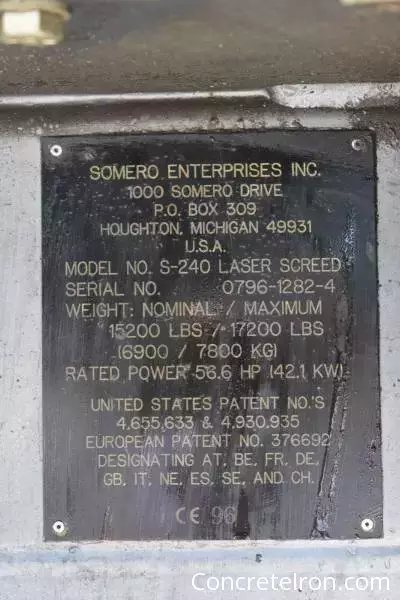 SOMERO ENTERPRISES INC.
1000 SOMERO DRIVE
P.O. BOX 309
HOUGHTON, MICHIGAN 49931
U.S.A.
MODEL NO. S-240 LASER SCREED
SERIAL NO. 0796-1282-4
WEIGHT: NOMINAL / MAXIMUM
15200 LBS / 17200 LBS
(6900 / 7800 KG)
RATED POWER 56.6 HP (42.1 KW)
UNITED STATES PATENT NO.'S
4,655,633 & 4,930,935
EUROPEAN PATENT NO. 376692
DESIGNATING AT, BE, FR, DE,
GB, IT, NE, ES, SE, AND CH.
CE 96
ConcreteIron.com